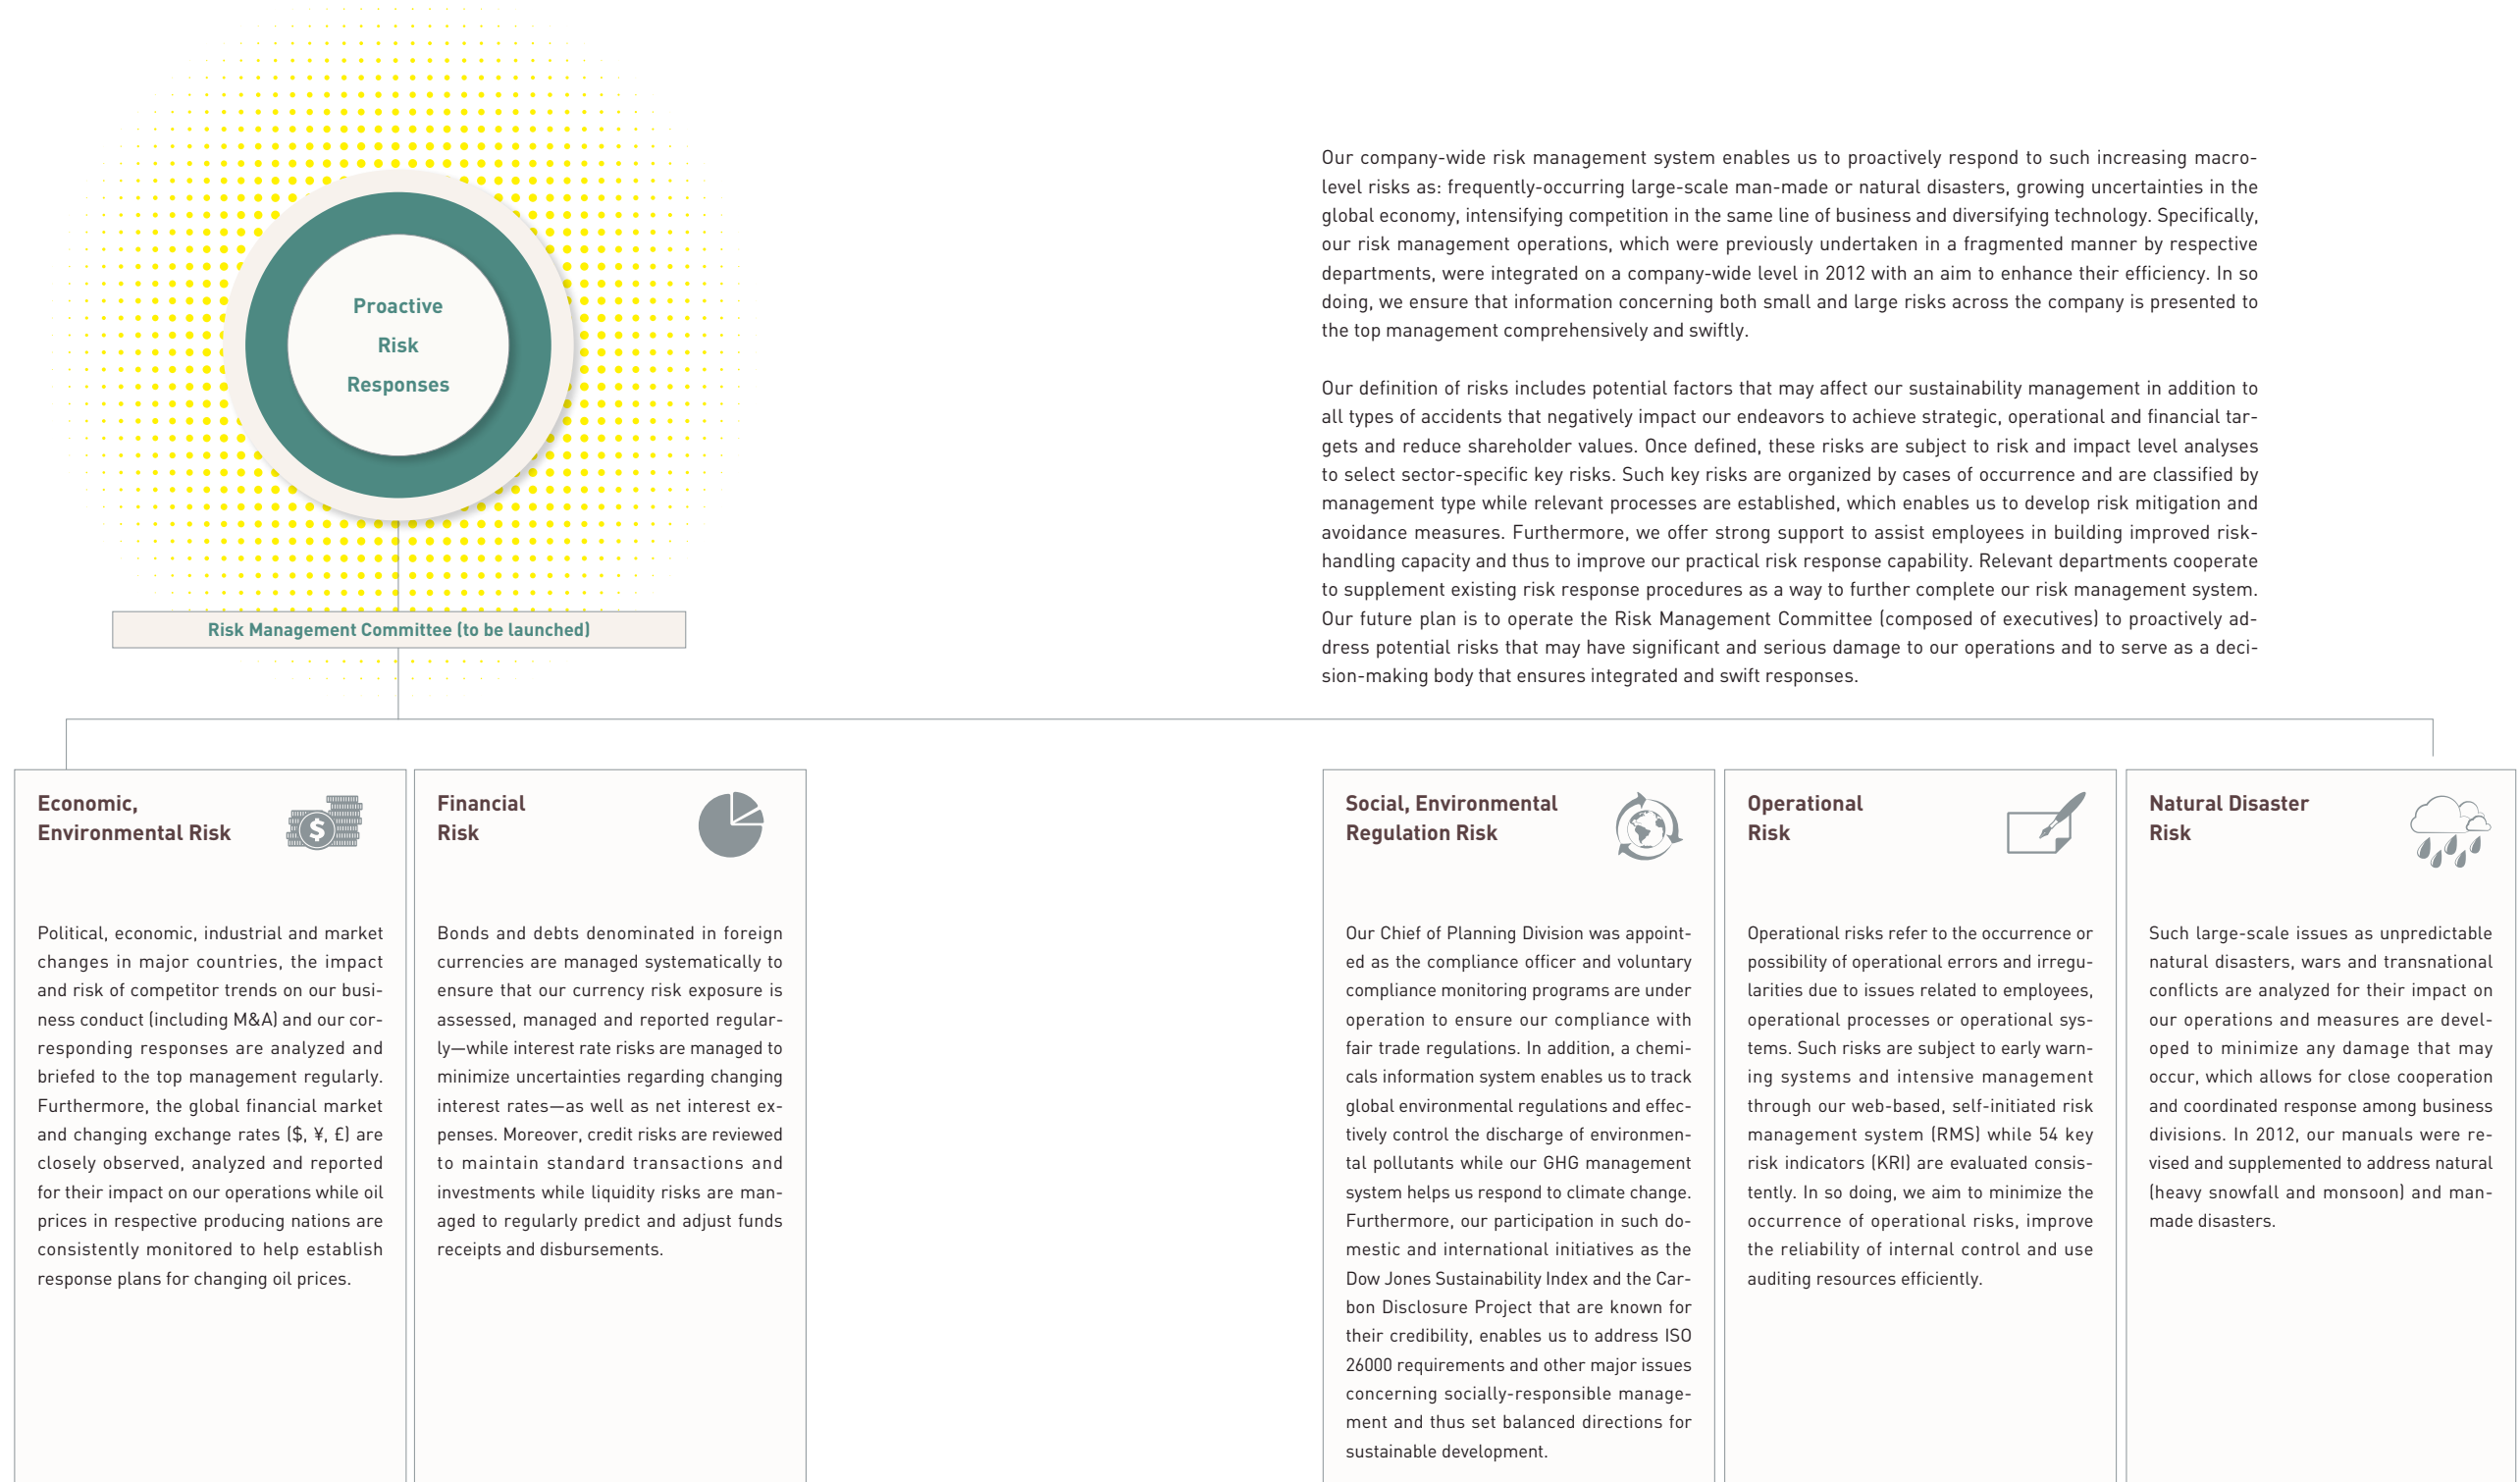 Proactive
Risk
Responses
Risk Management Committee (to be launched)
Our company-wide risk management system enables us to proactively respond to such increasing macro-
level risks as: frequently-occurring large-scale man-made or natural disasters, growing uncertainties in the
global economy, intensifying competition in the same line of business and diversifying technology. Specifically,
our risk management operations, which were previously undertaken in a fragmented manner by respective
departments, were integrated on a company-wide level in 2012 with an aim to enhance their efficiency. In so
doing, we ensure that information concerning both small and large risks across the company is presented to
the top management comprehensively and swiftly.
Our definition of risks includes potential factors that may affect our sustainability management in addition to
all types of accidents that negatively impact our endeavors to achieve strategic, operational and financial tar-
gets and reduce shareholder values. Once defined, these risks are subject to risk and impact level analyses
to select sector-specific key risks. Such key risks are organized by cases of occurrence and are classified by
management type while relevant processes are established, which enables us to develop risk mitigation and
avoidance measures. Furthermore, we offer strong support to assist employees in building improved risk-
handling capacity and thus to improve our practical risk response capability. Relevant departments cooperate
to supplement existing risk response procedures as a way to further complete our risk management system.
Our future plan is to operate the Risk Management Committee (composed of executives) to proactively ad-
dress potential risks that may have significant and serious damage to our operations and to serve as a deci-
sion-making body that ensures integrated and swift responses.
Economic,
Environmental Risk
$
Political, economic, industrial and market
changes in major countries, the impact
and risk of competitor trends on our busi-
ness conduct (including M&A) and our cor-
responding responses are analyzed and
briefed to the top management regularly.
Furthermore, the global financial market
and changing exchange rates ($, ¥, £) are
closely observed, analyzed and reported
for their impact on our operations while oil
prices in respective producing nations are
consistently monitored to help establish
response plans for changing oil prices.
Financial
Risk
Bonds and debts denominated in foreign
currencies are managed systematically to
ensure that our currency risk exposure is
assessed, managed and reported regular-
ly—while interest rate risks are managed to
minimize uncertainties regarding changing
interest rates—as well as net interest ex-
penses. Moreover, credit risks are reviewed
to maintain standard transactions and
investments while liquidity risks are man-
aged to regularly predict and adjust funds
receipts and disbursements.
Social, Environmental
Regulation Risk
Our Chief of Planning Division was appoint-
ed as the compliance officer and voluntary
compliance monitoring programs are under
operation to ensure our compliance with
fair trade regulations. In addition, a chemi-
cals information system enables us to track
global environmental regulations and effec-
tively control the discharge of environmen-
tal pollutants while our GHG management
system helps us respond to climate change.
Furthermore, our participation in such do-
mestic and international initiatives as the
Dow Jones Sustainability Index and the Car-
bon Disclosure Project that are known for
their credibility, enables us to address ISO
26000 requirements and other major issues
concerning socially-responsible manage-
ment and thus set balanced directions for
sustainable development.
Operational
Risk
Operational risks refer to the occurrence or
possibility of operational errors and irregu-
larities due to issues related to employees,
operational processes or operational sys-
tems. Such risks are subject to early warn-
ing systems and intensive management
through our web-based, self-initiated risk
management system (RMS) while 54 key
risk indicators (KRI) are evaluated consis-
tently. In so doing, we aim to minimize the
occurrence of operational risks, improve
the reliability of internal control and use
auditing resources efficiently.
Natural Disaster
Risk
Such large-scale issues as unpredictable
natural disasters, wars and transnational
conflicts are analyzed for their impact on
our operations and measures are devel-
oped to minimize any damage that may
occur, which allows for close cooperation
and coordinated response among business
divisions. In 2012, our manuals were re-
vised and supplemented to address natural
(heavy snowfall and monsoon) and man-
made disasters.